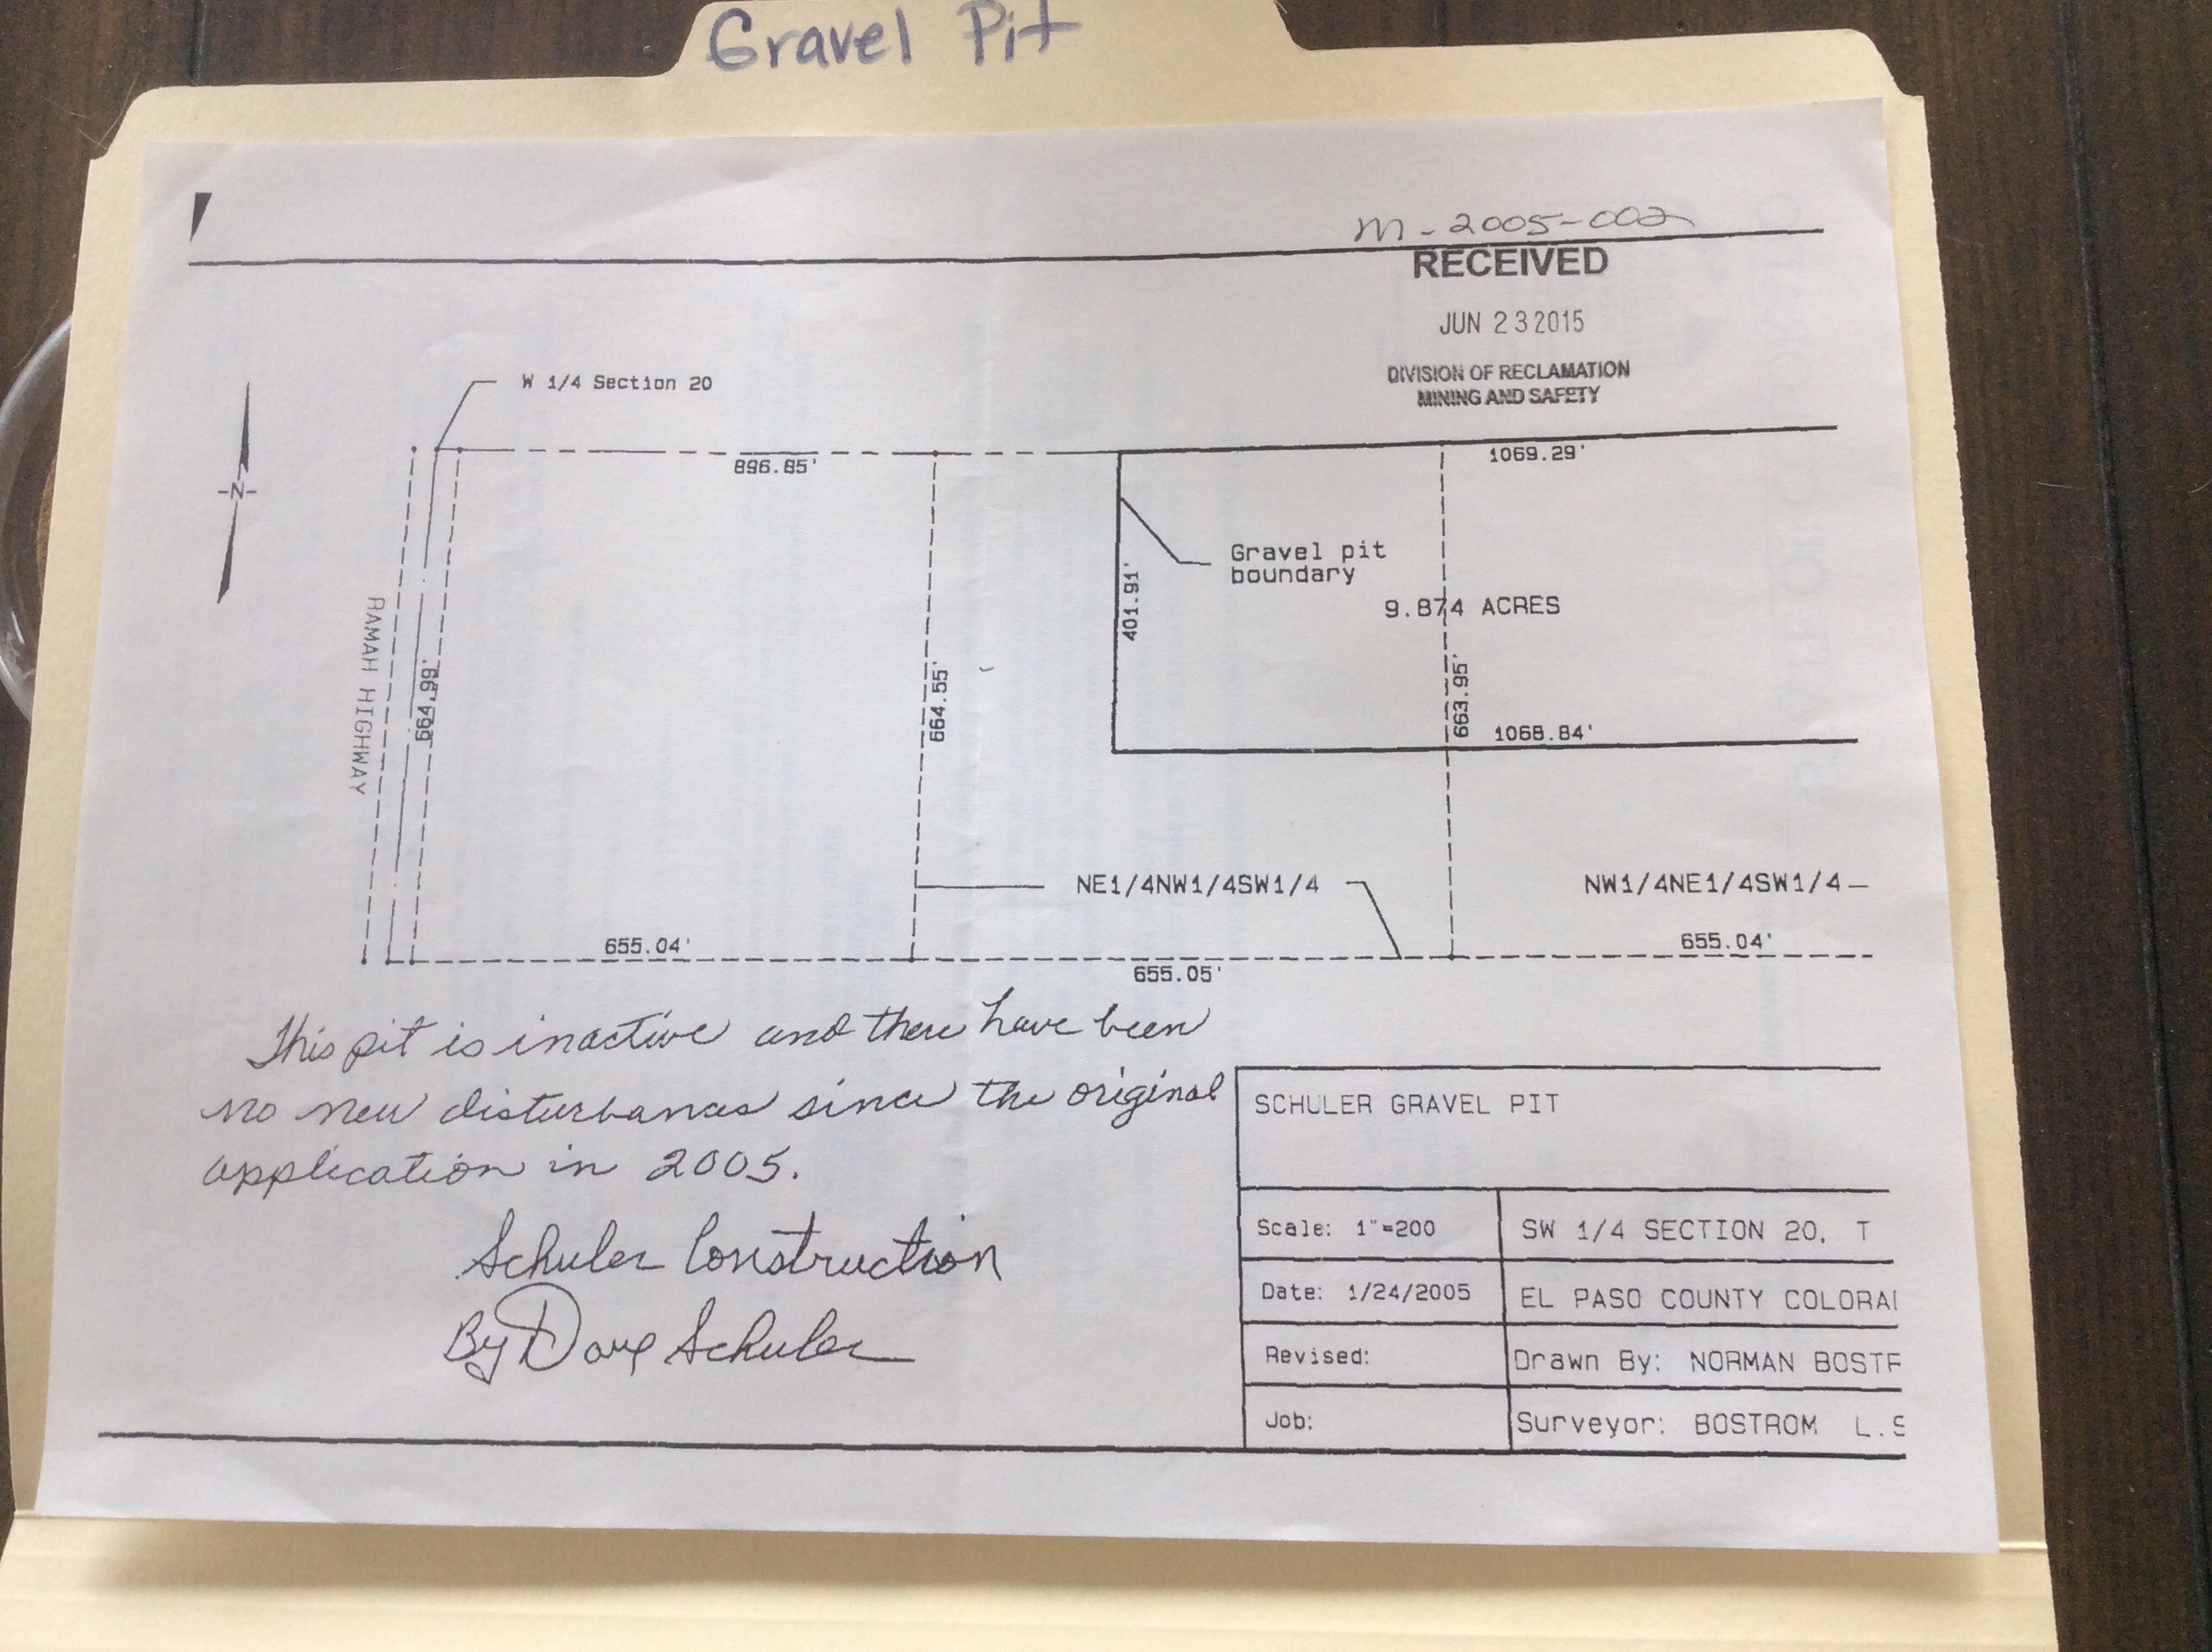 Gravel Pit
m-2005-002
RECEIVED
JUN 23 2015
DIVISION OF RECLAMATION
MINING AND SAFETY
W 1/4 Section 20
896.85'
1069.29'
-N-
Gravel pit
boundary
401.91'
9.874 ACRES
RAMAH HIGHWAY
664.99'
664.55'
663.95'
1068.84'
NE1/4NW1/4SW1/4
NW1/4NE1/4SW1/4
655.04'
655.05'
655.04'
This pit is inactive and there have been
no new disturbances since the original
application in 2005.
Schuler Construction
By Doug Schuler
SCHULER GRAVEL PIT
Scale: 1"=200
SW 1/4 SECTION 20, T
Date: 1/24/2005
EL PASO COUNTY COLORA
Revised:
Drawn By: NORMAN BOST
Job:
Surveyor: BOSTROM L.S